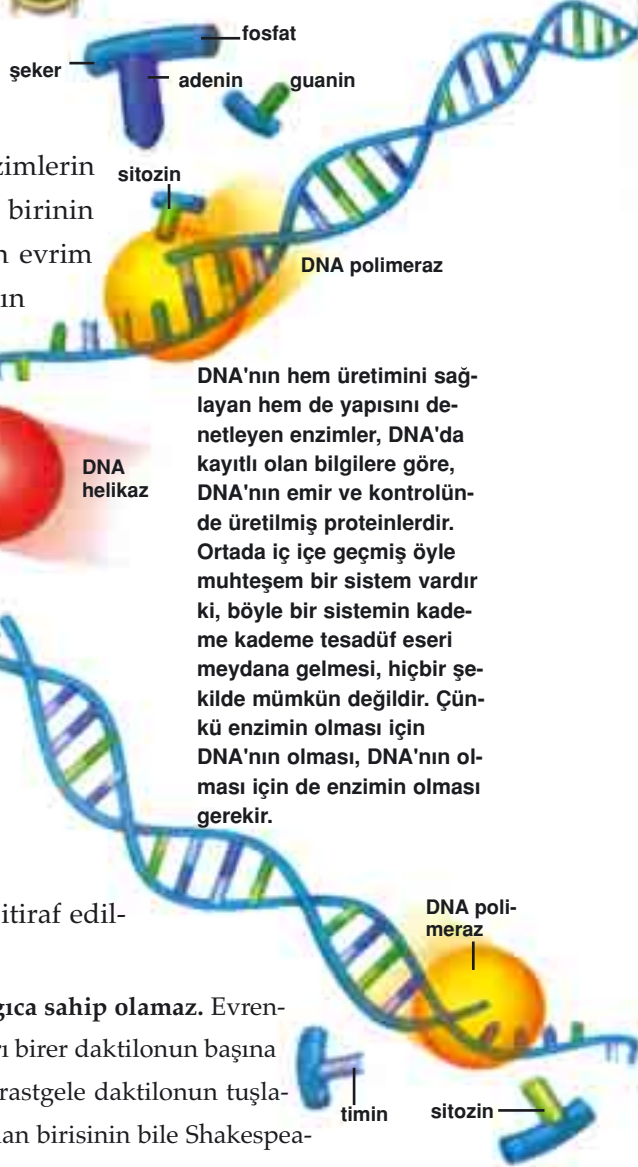 fosfat
şeker
adenin
guanin
zimlerin
sitozin
birinin
evrim
DNA polimeraz
ın
DNA'nın hem üretimini sağ-
layan hem de yapısını de-
netleyen enzimler, DNA'da
kayıtlı olan bilgilere göre,
DNA'nın emir ve kontrolün-
de üretilmiş proteinlerdir.
Ortada iç içe geçmiş öyle
muhteşem bir sistem vardır
ki, böyle bir sistemin kade-
me kademe tesadüf eseri
meydana gelmesi, hiçbir şe-
kilde mümkün değildir. Çün-
kü enzimin olması için
DNA'nın olması, DNA'nın ol-
ması için de enzimin olması
gerekir.
DNA
helikaz
itiraf edil-
DNA poli-
meraz
gıca sahip olamaz. Evren-
ı birer daktilonun başına
rastgele daktilonun tuşla-
lan birisinin bile Shakespea-
timin
sitozin